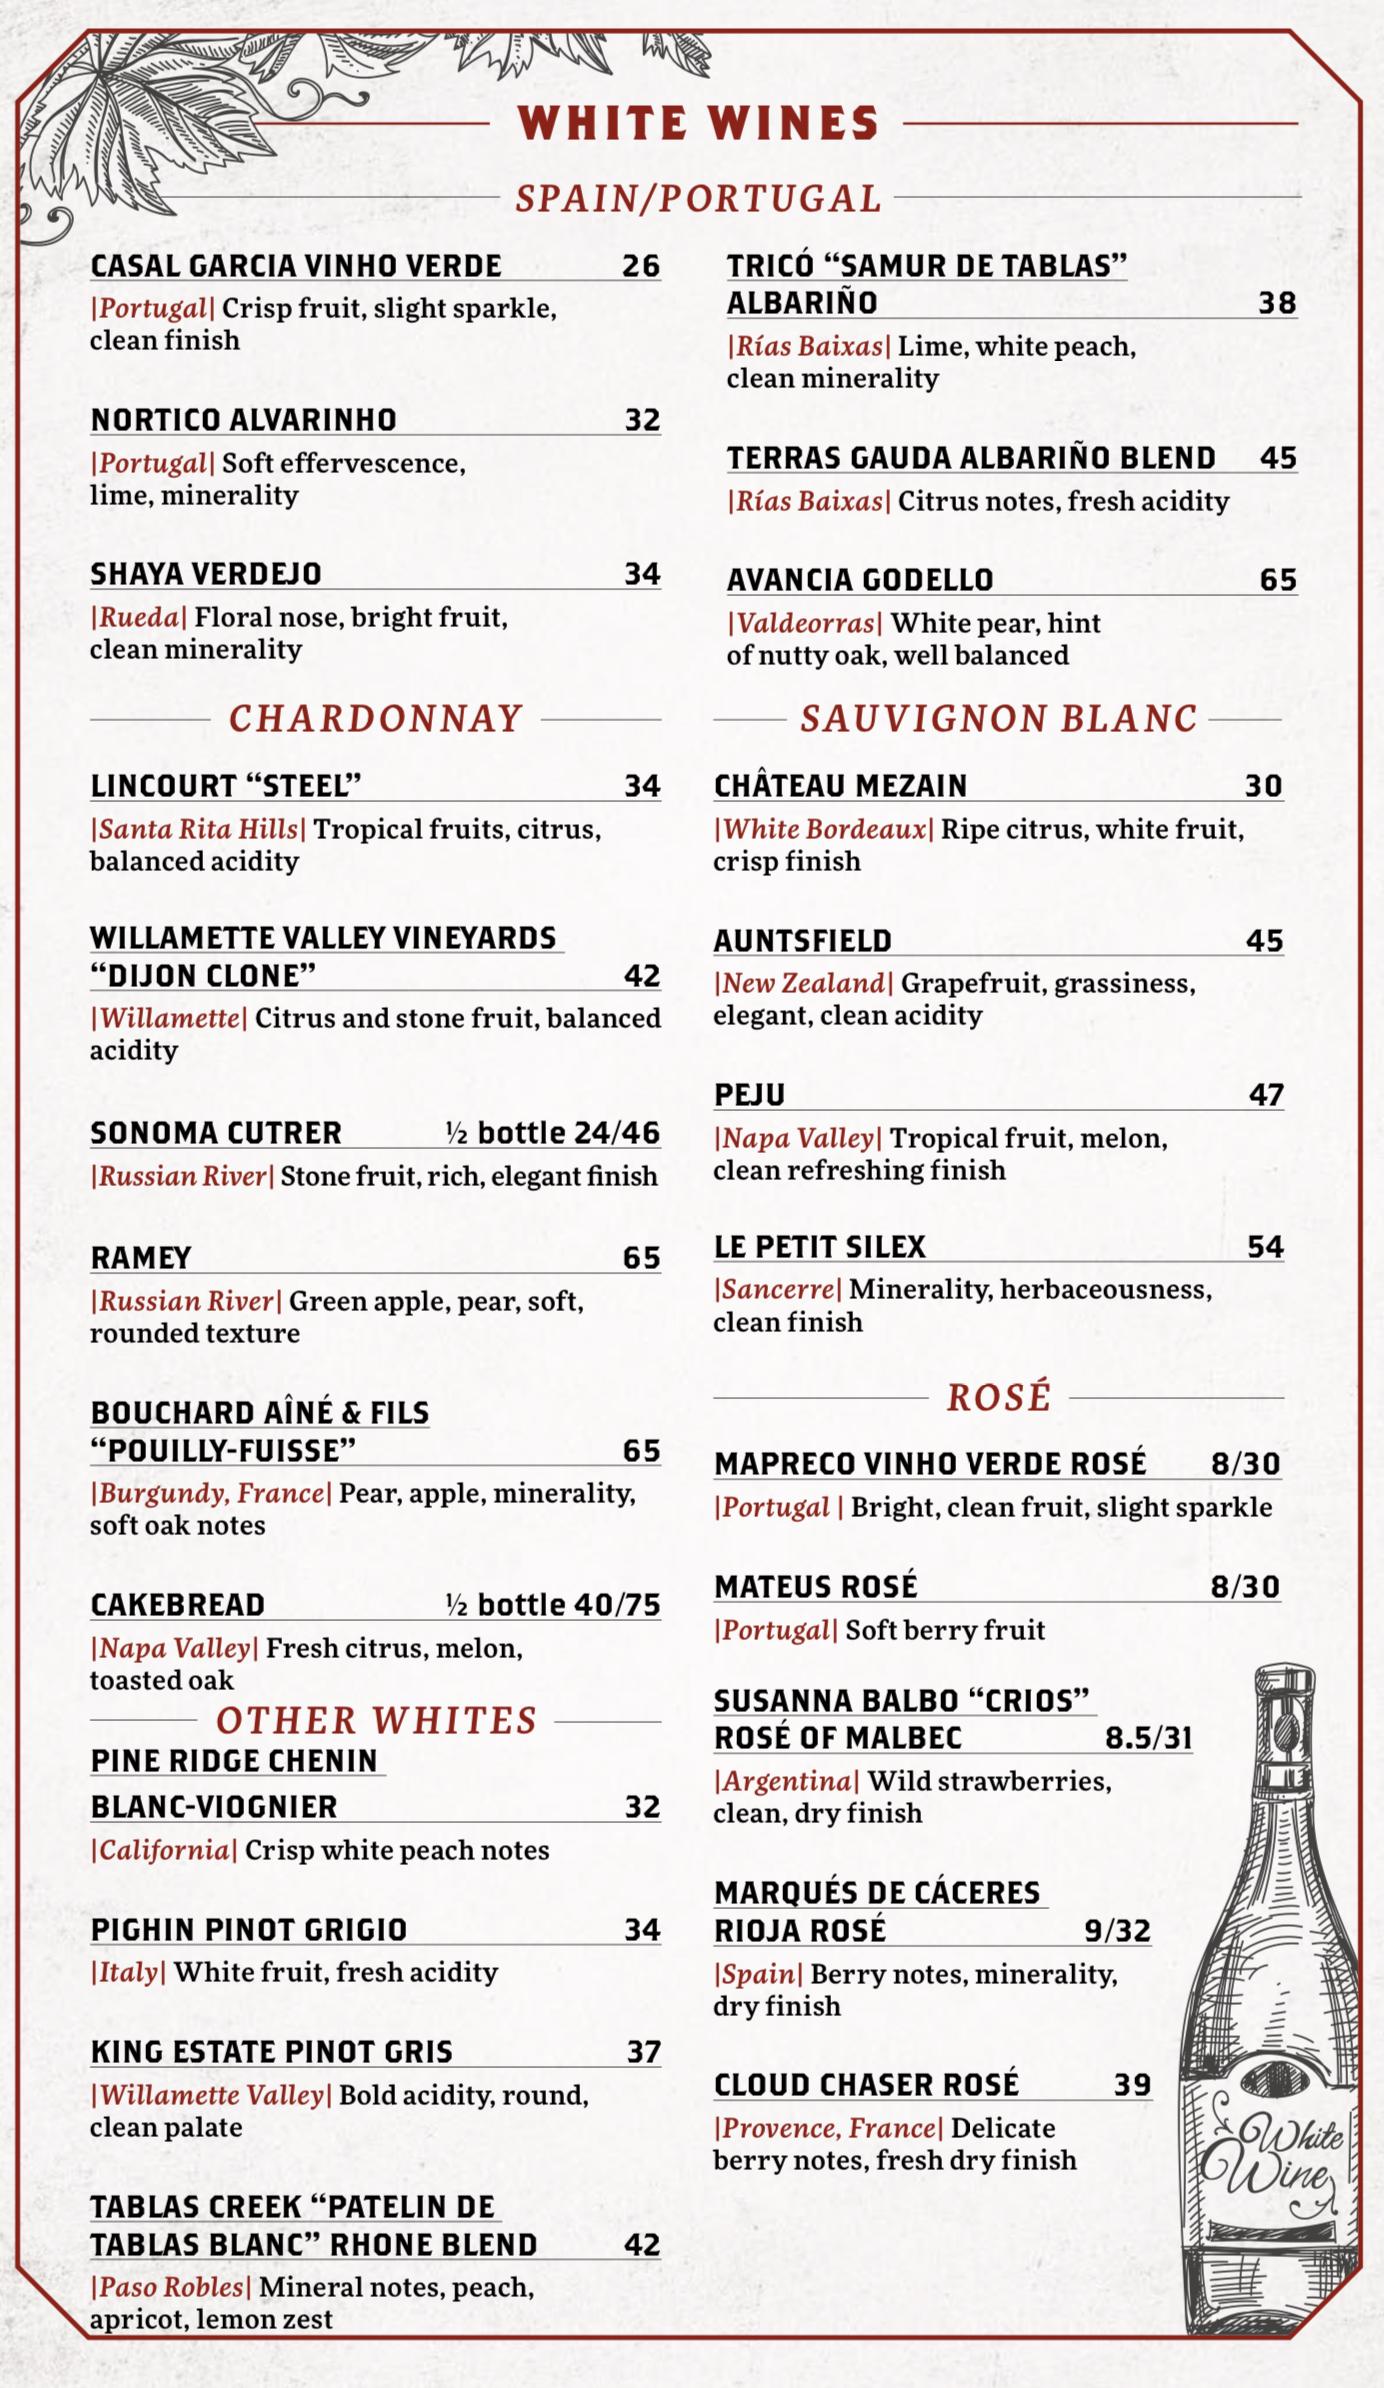 WHITE WINES
SPAIN/PORTUGAL
CASAL GARCIA VINHO VERDE 26
|Portugal| Crisp fruit, slight sparkle,
clean finish
NORTICO ALVARINHO 32
|Portugal| Soft effervescence,
lime, minerality
SHAYA VERDEJO 34
|Rueda| Floral nose, bright fruit,
clean minerality
TRICÓ “SAMUR DE TABLAS”
ALBARIÑO 38
|Rías Baixas| Lime, white peach,
clean minerality
TERRAS GAUDA ALBARIÑO BLEND 45
|Rías Baixas| Citrus notes, fresh acidity
AVANCIA GODELLO 65
|Valdeorras| White pear, hint
of nutty oak, well balanced
CHARDONNAY
LINCOURT “STEEL” 34
|Santa Rita Hills| Tropical fruits, citrus,
balanced acidity
WILLAMETTE VALLEY VINEYARDS
“DIJON CLONE” 42
|Willamette| Citrus and stone fruit, balanced
acidity
SONOMA CUTRER ½ bottle 24/46
|Russian River| Stone fruit, rich, elegant finish
RAMEY 65
|Russian River| Green apple, pear, soft,
rounded texture
BOUCHARD AÎNÉ & FILS
“POUILLY-FUISSE” 65
|Burgundy, France| Pear, apple, minerality,
soft oak notes
CAKEBREAD ½ bottle 40/75
|Napa Valley| Fresh citrus, melon,
toasted oak
OTHER WHITES
PINE RIDGE CHENIN
BLANC-VIOGNIER 32
|California| Crisp white peach notes
PIGHIN PINOT GRIGIO 34
|Italy| White fruit, fresh acidity
KING ESTATE PINOT GRIS 37
|Willamette Valley| Bold acidity, round,
clean palate
TABLAS CREEK “PATELIN DE
TABLAS BLANC” RHONE BLEND 42
|Paso Robles| Mineral notes, peach,
apricot, lemon zest
SAUVIGNON BLANC
CHÂTEAU MEZAIN 30
|White Bordeaux| Ripe citrus, white fruit,
crisp finish
AUNTSFIELD 45
|New Zealand| Grapefruit, grassiness,
elegant, clean acidity
PEJU 47
|Napa Valley| Tropical fruit, melon,
clean refreshing finish
LE PETIT SILEX 54
|Sancerre| Minerality, herbaceousness,
clean finish
ROSÉ
MAPRECO VINHO VERDE ROSÉ 8/30
|Portugal | Bright, clean fruit, slight sparkle
MATEUS ROSÉ 8/30
|Portugal| Soft berry fruit
SUSANNA BALBO “CRIOS”
ROSÉ OF MALBEC 8.5/31
|Argentina| Wild strawberries,
clean, dry finish
MARQUÉS DE CÁCERES
RIOJA ROSÉ 9/32
|Spain| Berry notes, minerality,
dry finish
CLOUD CHASER ROSÉ 39
|Provence, France| Delicate
berry notes, fresh dry finish
White
Wine